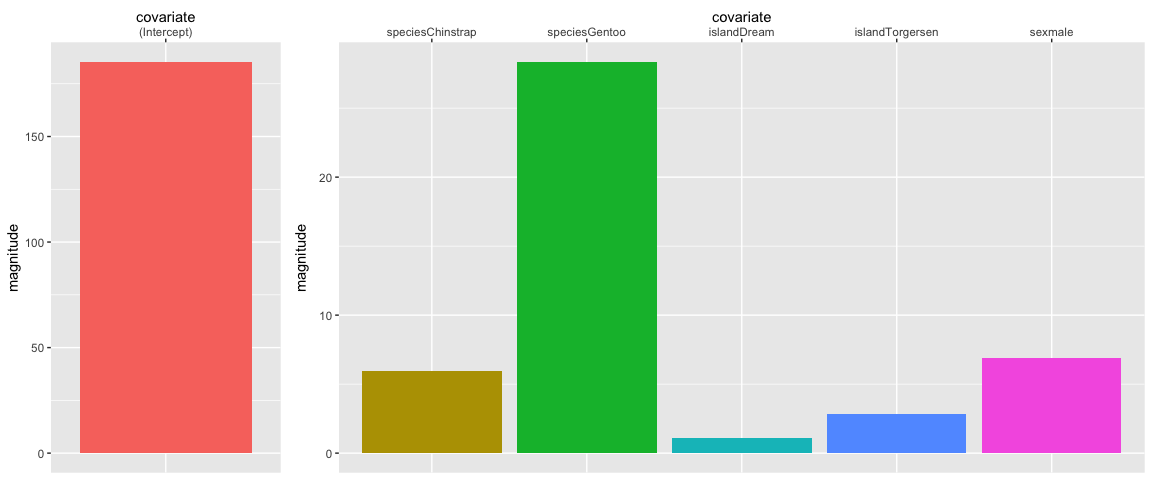 covariate
(Intercept)
magnitude
150
100
50
0
covariate
speciesChinstrap speciesGentoo islandDream islandTorgersen sexmale
magnitude
20
10
0